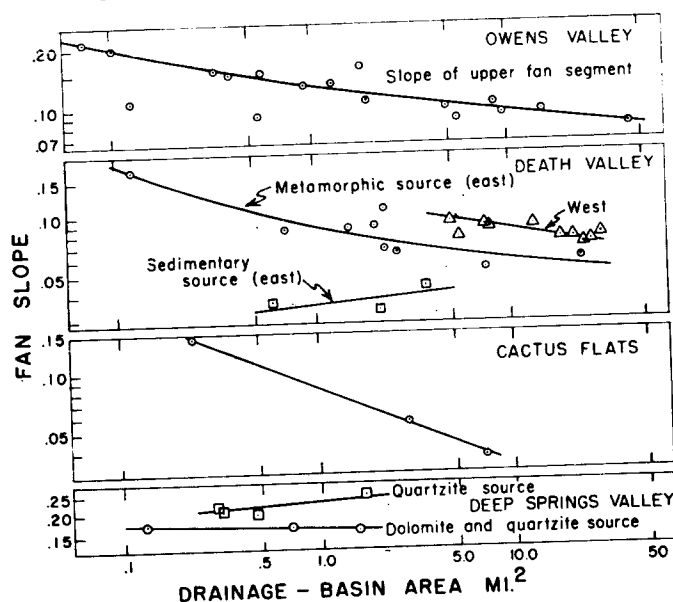 OWENS VALLEY
.20
Slope of upper fan segment
.10
.07
DEATH VALLEY
.15
Metamorphic source (east)
West
.05
Sedimentary
source (east)
FAN SLOPE
CACTUS FLATS
.10
.05
Quartzite source
.25
DEEP SPRINGS VALLEY
.20
Dolomite and quartzite source
.15
.1 .5 1.0 5.0 10.0 50
DRAINAGE - BASIN AREA MI.²